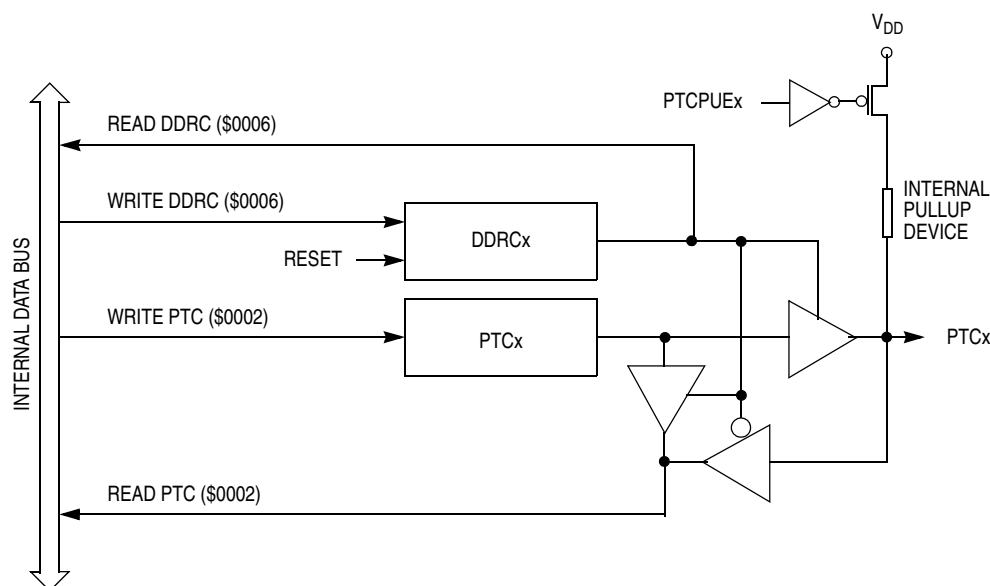 V_DD
PTCPUEx
READ DDRC ($0006)
WRITE DDRC ($0006)
INTERNAL
PULLUP
DEVICE
DDRCx
RESET
WRITE PTC ($0002)
PTCx
PTCx
INTERNAL DATA BUS
READ PTC ($0002)